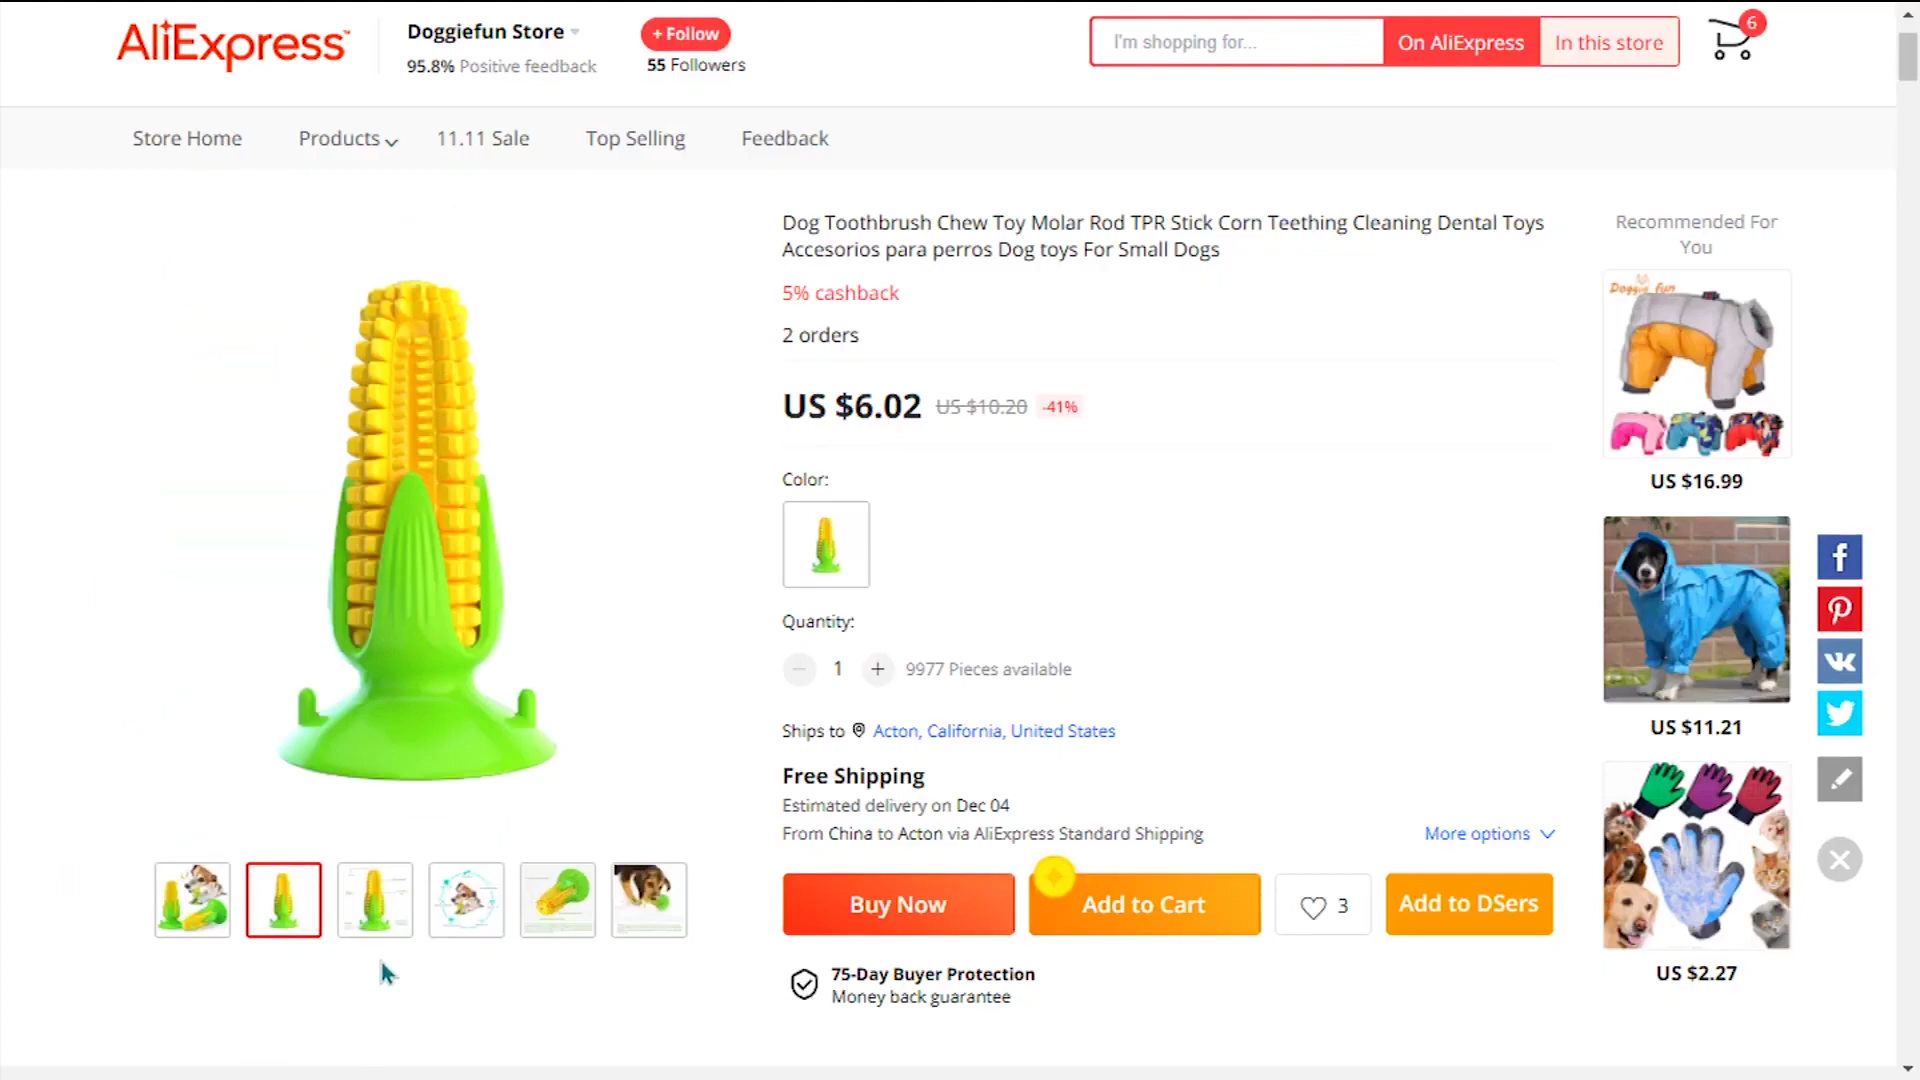 AliExpress
Doggiefun Store
95.8% Positive feedback
+ Follow
55 Followers
I'm shopping for...
On AliExpress
In this store
6
Store Home
Products
11.11 Sale
Top Selling
Feedback
Dog Toothbrush Chew Toy Molar Rod TPR Stick Corn Teething Cleaning Dental Toys
Accesorios para perros Dog toys For Small Dogs
5% cashback
2 orders
US $6.02 US $10.20 -41%
Color:
Quantity:
1
9977 Pieces available
Ships to Acton, California, United States
Free Shipping
Estimated delivery on Dec 04
From China to Acton via AliExpress Standard Shipping
More options
Buy Now
Add to Cart
3
Add to DSers
75-Day Buyer Protection
Money back guarantee
Recommended For
You
Doggie fun
US $16.99
US $11.21
US $2.27